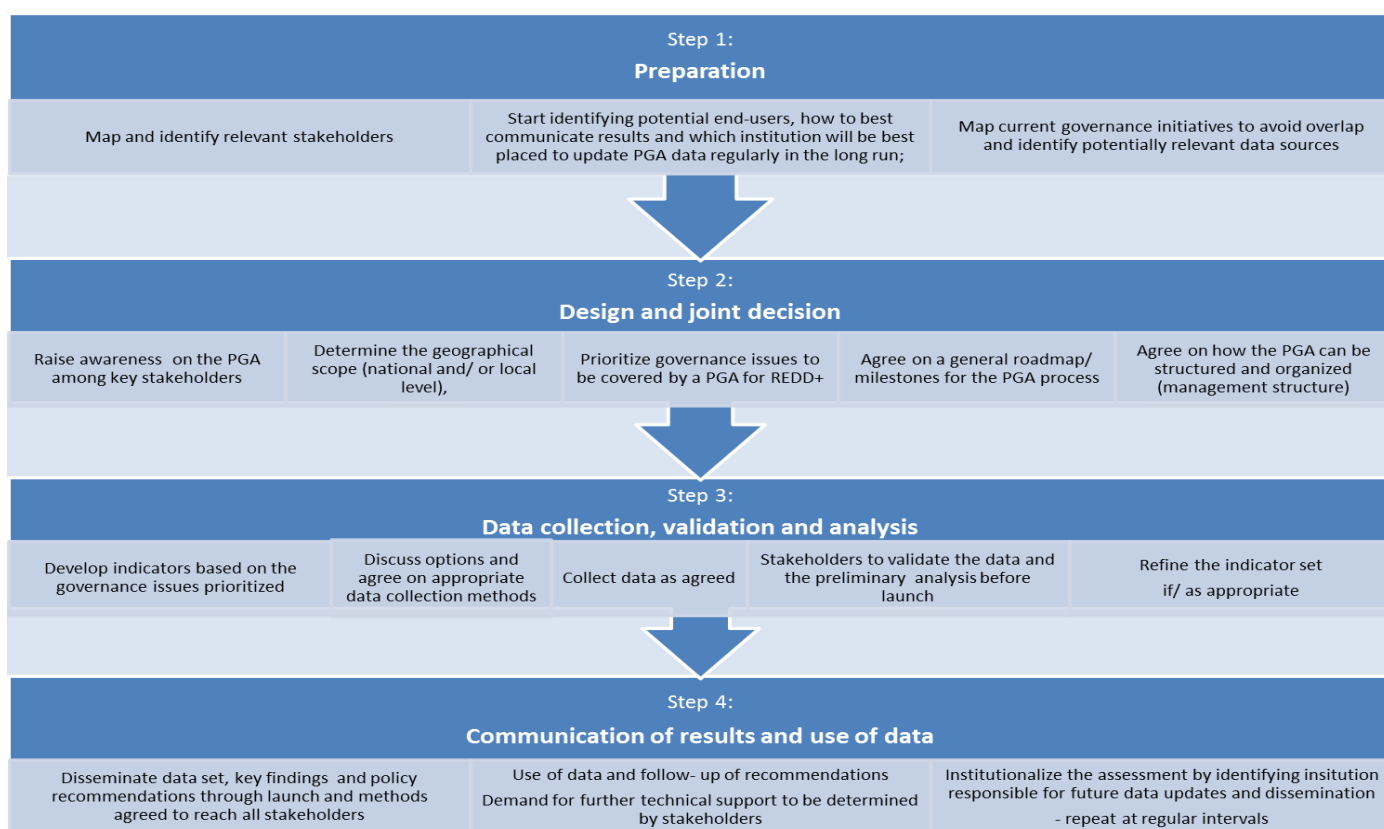 Step 1:
Preparation
Map and identify relevant stakeholders
Start identifying potential end-users, how to best
communicate results and which institution will be best
placed to update PGA data regularly in the long run;
Map current governance initiatives to avoid overlap
and identify potentially relevant data sources
Step 2:
Design and joint decision
Raise awareness on the PGA
among key stakeholders
Determine the geographical
scope (national and/ or local
level),
Prioritize governance issues to
be covered by a PGA for REDD+
Agree on a general roadmap/
milestones for the PGA process
Agree on how the PGA can be
structured and organized
(management structure)
Step 3:
Data collection, validation and analysis
Develop indicators based on the
governance issues prioritized
Discuss options and
agree on appropriate
data collection methods
Collect data as agreed
Stakeholders to validate the data and
the preliminary analysis before
launch
Refine the indicator set
if/ as appropriate
Step 4:
Communication of results and use of data
Disseminate data set, key findings and policy
recommendations through launch and methods
agreed to reach all stakeholders
Use of data and follow- up of recommendations
Demand for further technical support to be determined
by stakeholders
Institutionalize the assessment by identifying insitution
responsible for future data updates and dissemination
- repeat at regular intervals